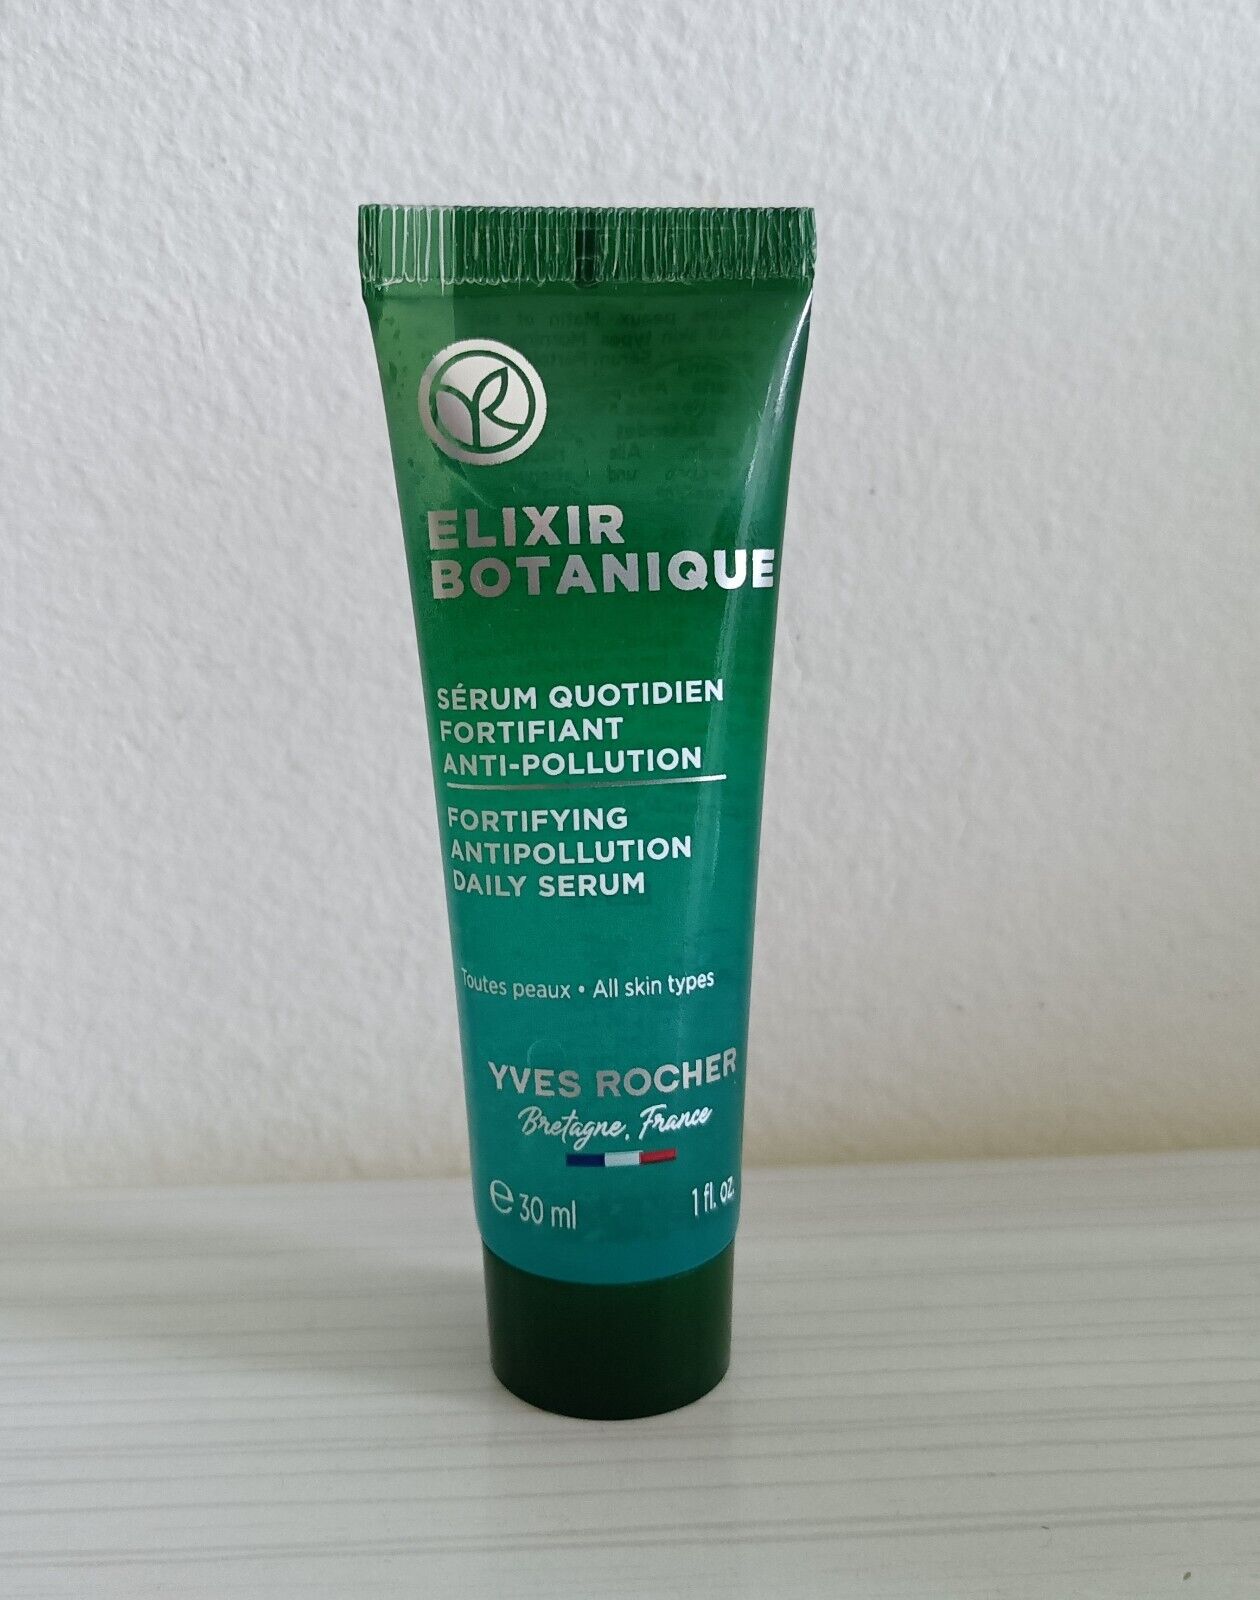 ELIXIR
BOTANIQUE
SÉRUM QUOTIDIEN
FORTIFIANT
ANTI-POLLUTION
FORTIFYING
ANTIPOLLUTION
DAILY SERUM
Toutes peaux • All skin types
YVES ROCHER
Bretagne, France
℮ 30 ml 1 fl. oz.